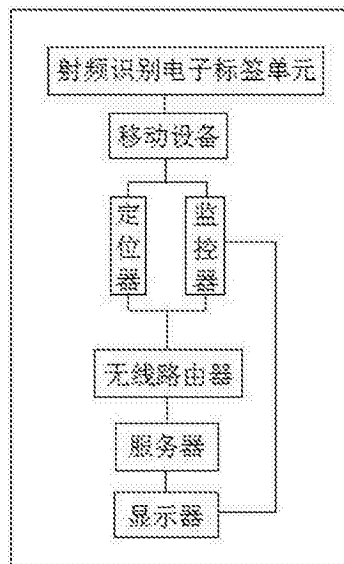 射频识别电子标签单元
移动设备
定位器
监控器
无线路由器
服务器
显示器